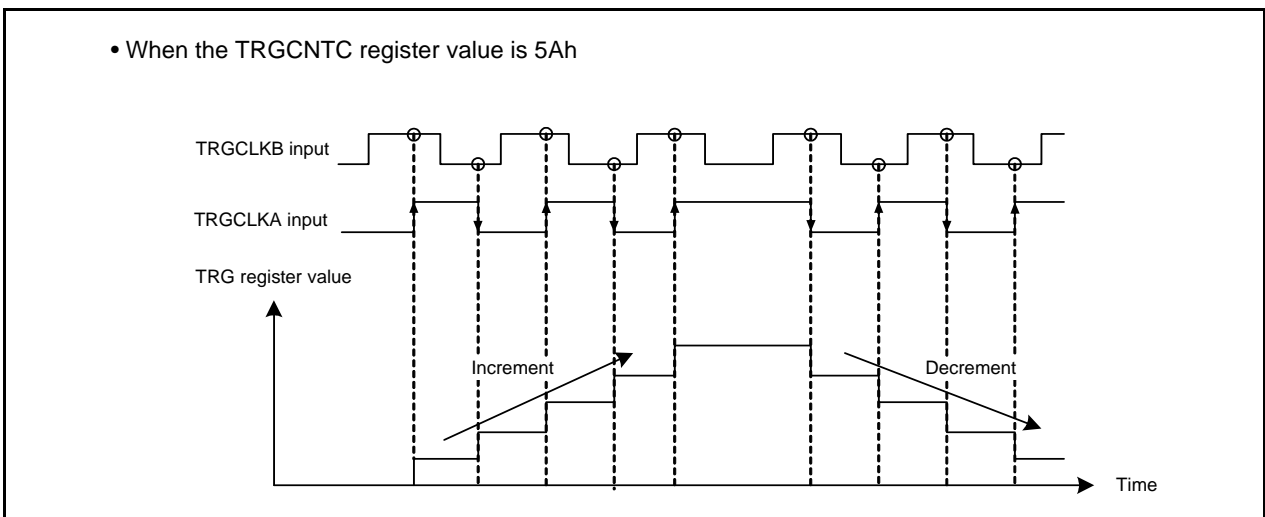 • When the TRGCNTC register value is 5Ah
TRGCLKB input
TRGCLKA input
TRG register value
Increment
Decrement
Time